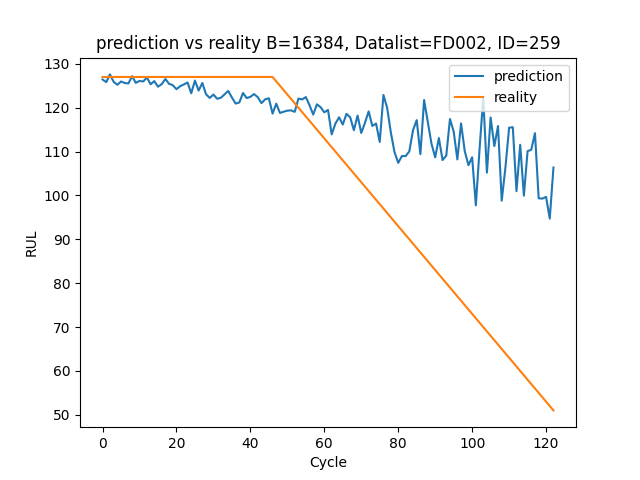 prediction vs reality B=16384, Datalist=FD002, ID=259
prediction
reality
RUL
130
120
110
100
90
80
70
60
50
0 20 40 60 80 100 120
Cycle